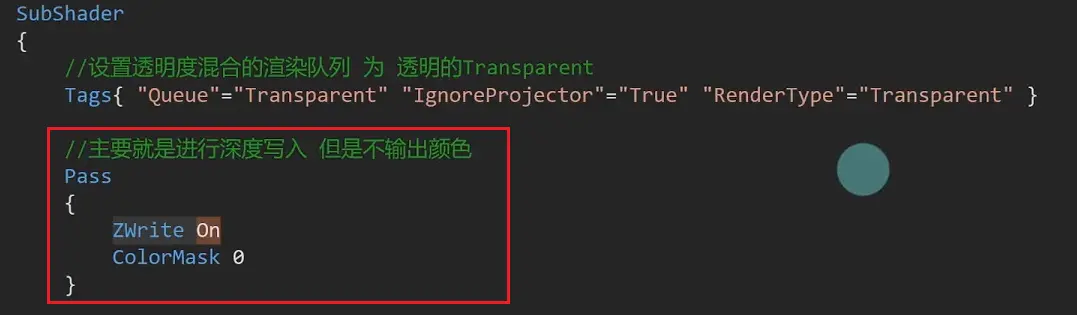 SubShader
{
//设置透明度混合的渲染队列 为 透明的Transparent
Tags{ "Queue"="Transparent" "IgnoreProjector"="True" "RenderType"="Transparent" }
//主要就是进行深度写入 但是不输出颜色
Pass
{
ZWrite On
ColorMask 0
}